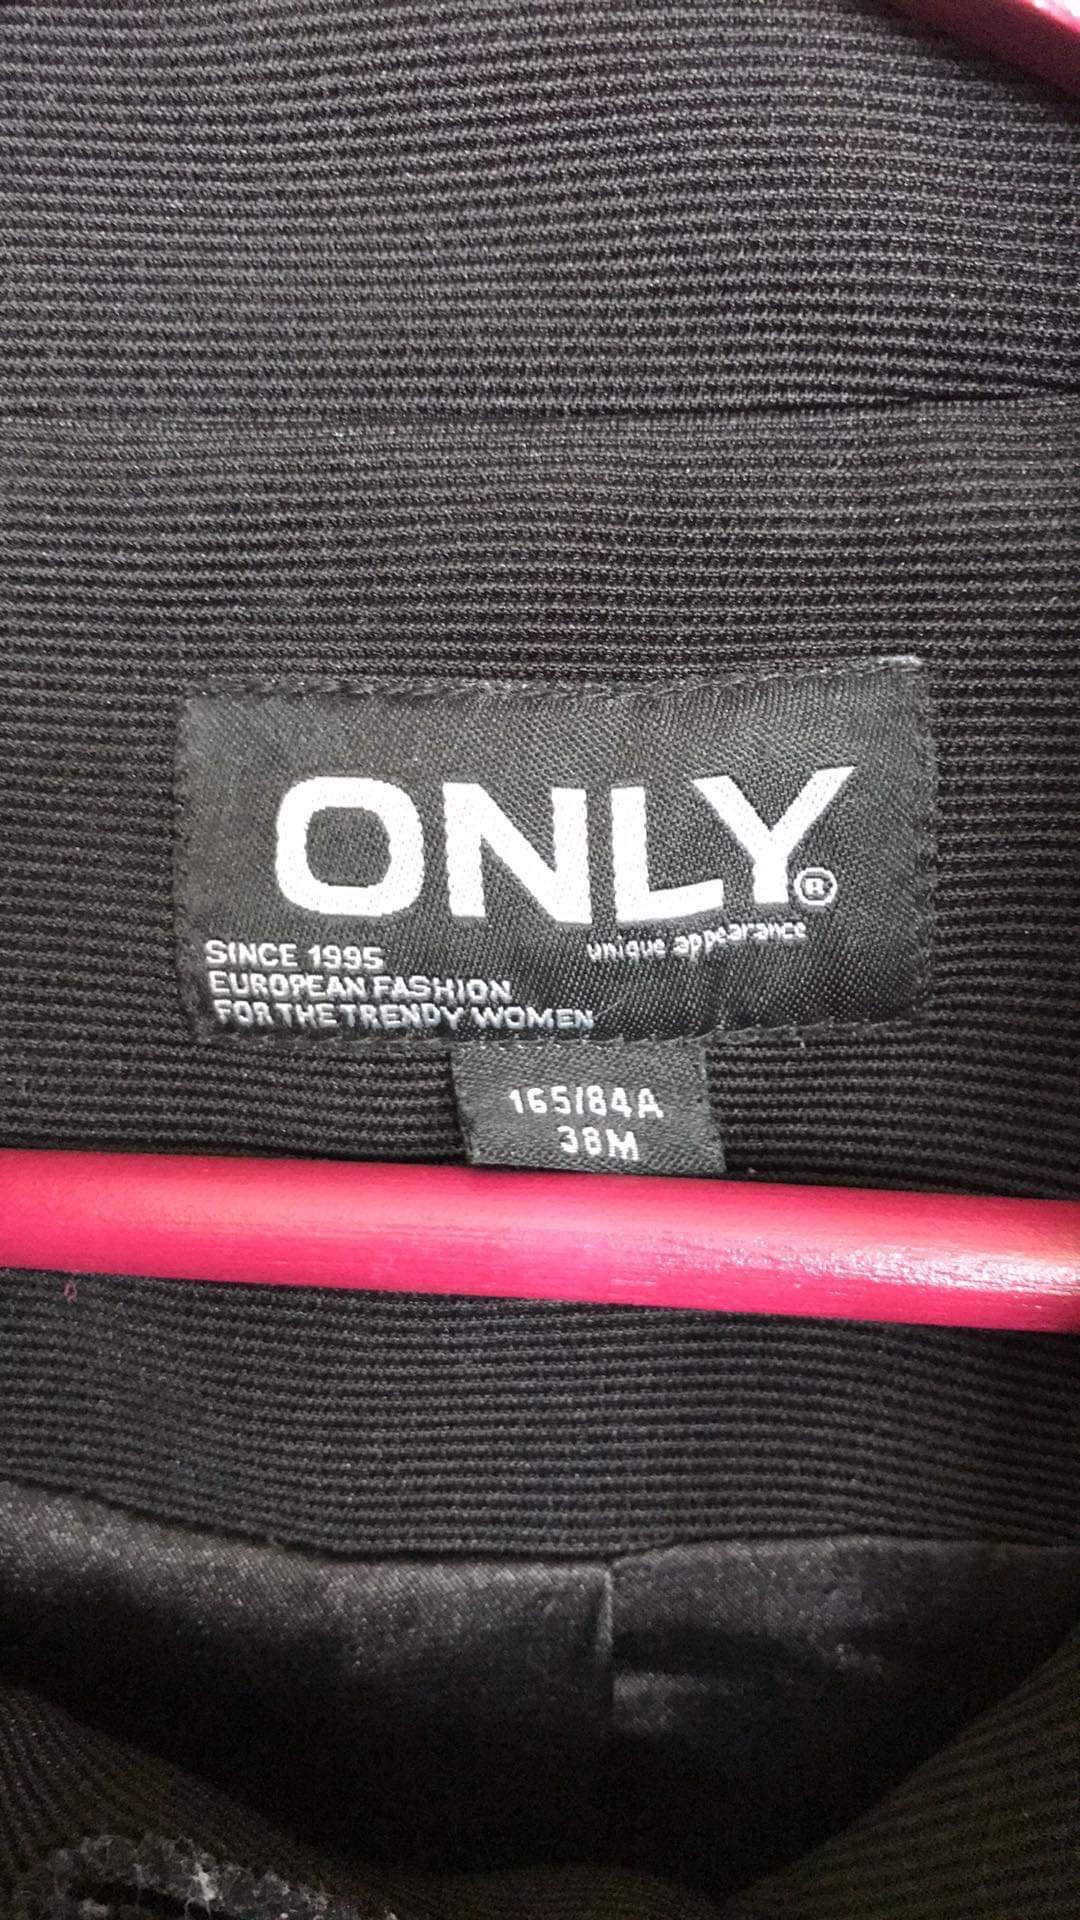 ONLY®
unique appearance
SINCE 1995
EUROPEAN FASHION
FOR THE TRENDY WOMEN
165/84A
38M